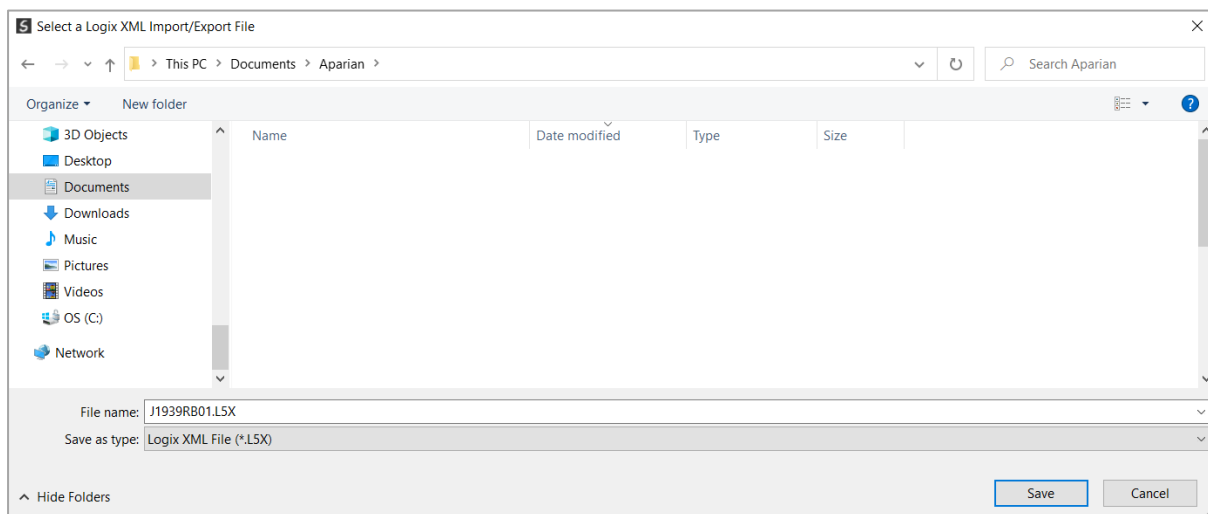 Select a Logix XML Import/Export File
This PC > Documents > Aparian >
Search Aparian
Organize New folder
3D Objects
Desktop
Documents
Downloads
Music
Pictures
Videos
OS (C:)
Network
Name Date modified Type Size
File name: J1939RB01.L5X
Save as type: Logix XML File (*.L5X)
Hide Folders
Save Cancel